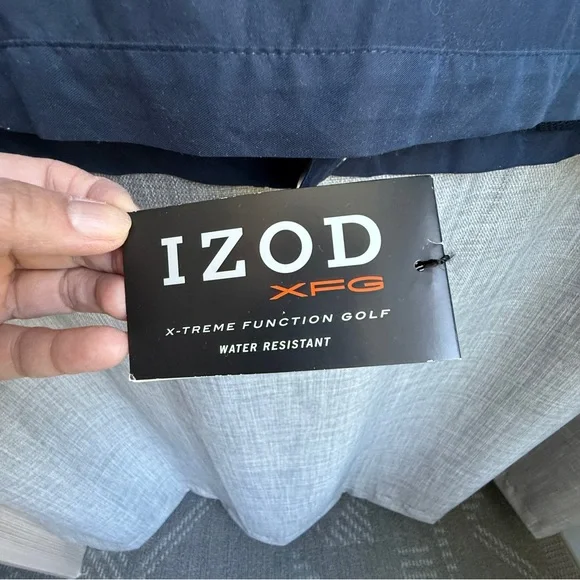 IZOD
XFG
X-TREME FUNCTION GOLF
WATER RESISTANT